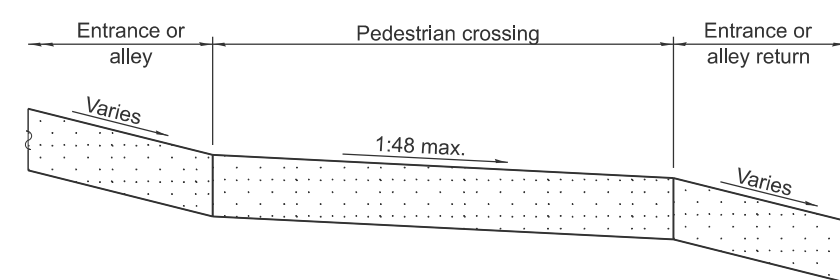 Entrance or
alley
Pedestrian crossing
Entrance or
alley return
Varies
1:48 max.
Varies